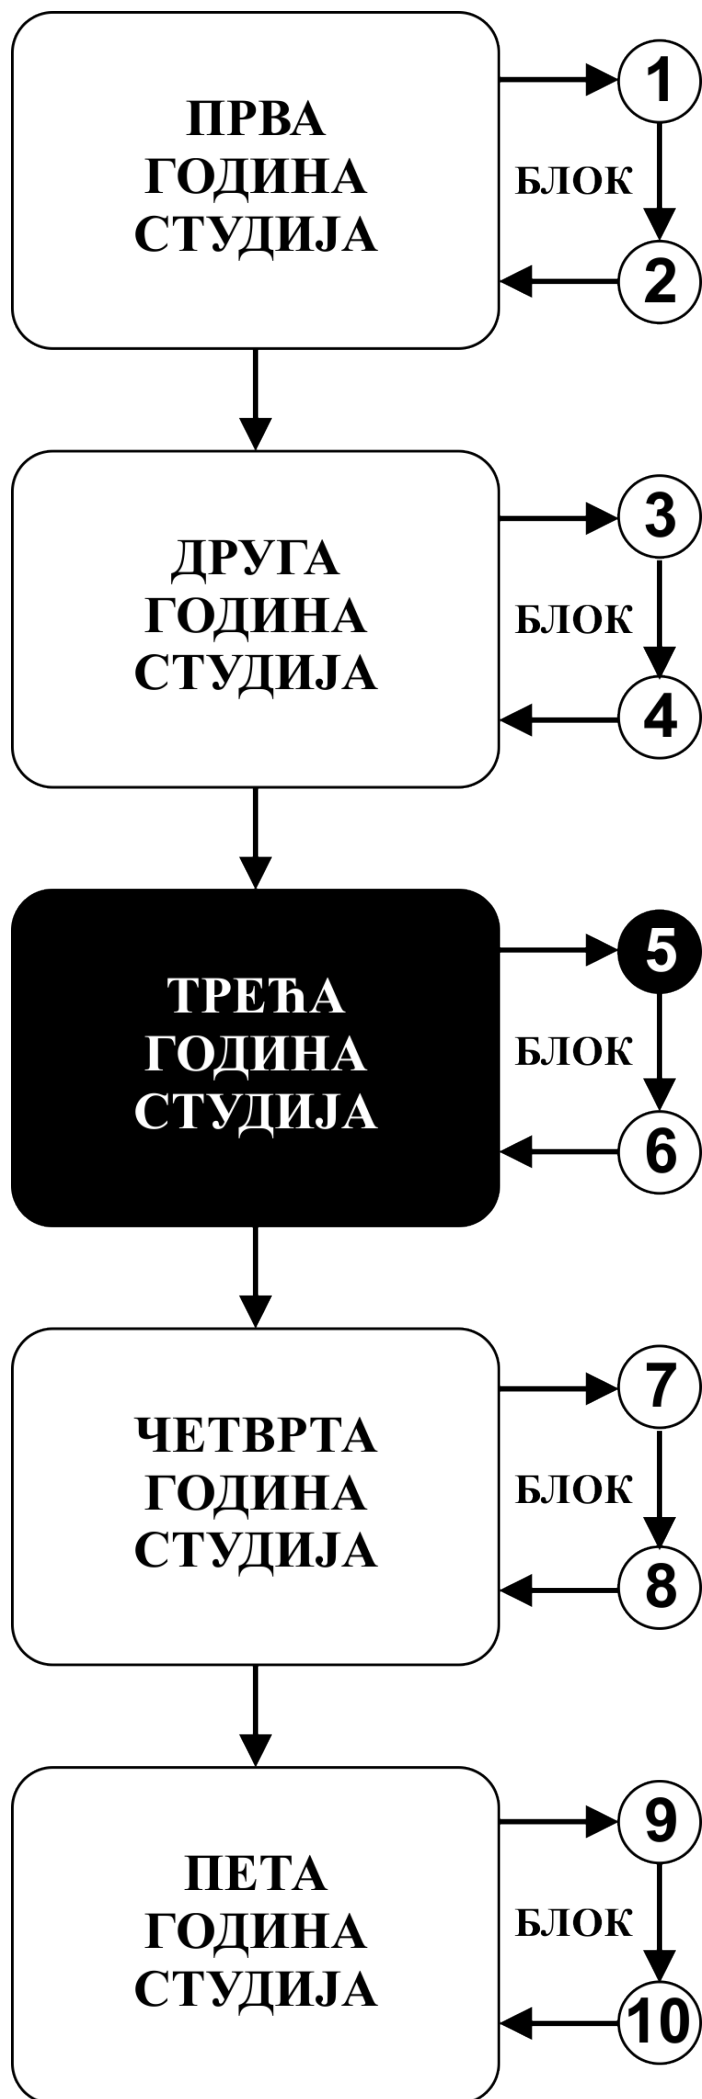 ПРВА
ГОДИНА
СТУДИЈА
1
БЛОК
2
ДРУГА
ГОДИНА
СТУДИЈА
3
БЛОК
4
ТРЕЋА
ГОДИНА
СТУДИЈА
5
БЛОК
6
ЧЕТВРТА
ГОДИНА
СТУДИЈА
7
БЛОК
8
ПЕТА
ГОДИНА
СТУДИЈА
9
БЛОК
10